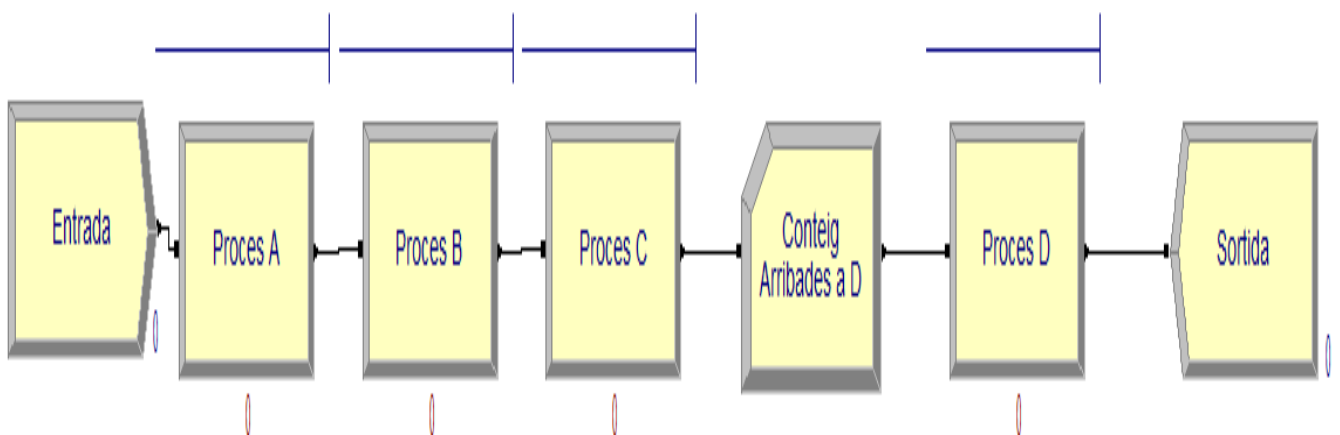 Entrada
Proces A
Proces B
Proces C
Conteig
Arribades a D
Proces D
Sortida
0
0
0
0
0
0